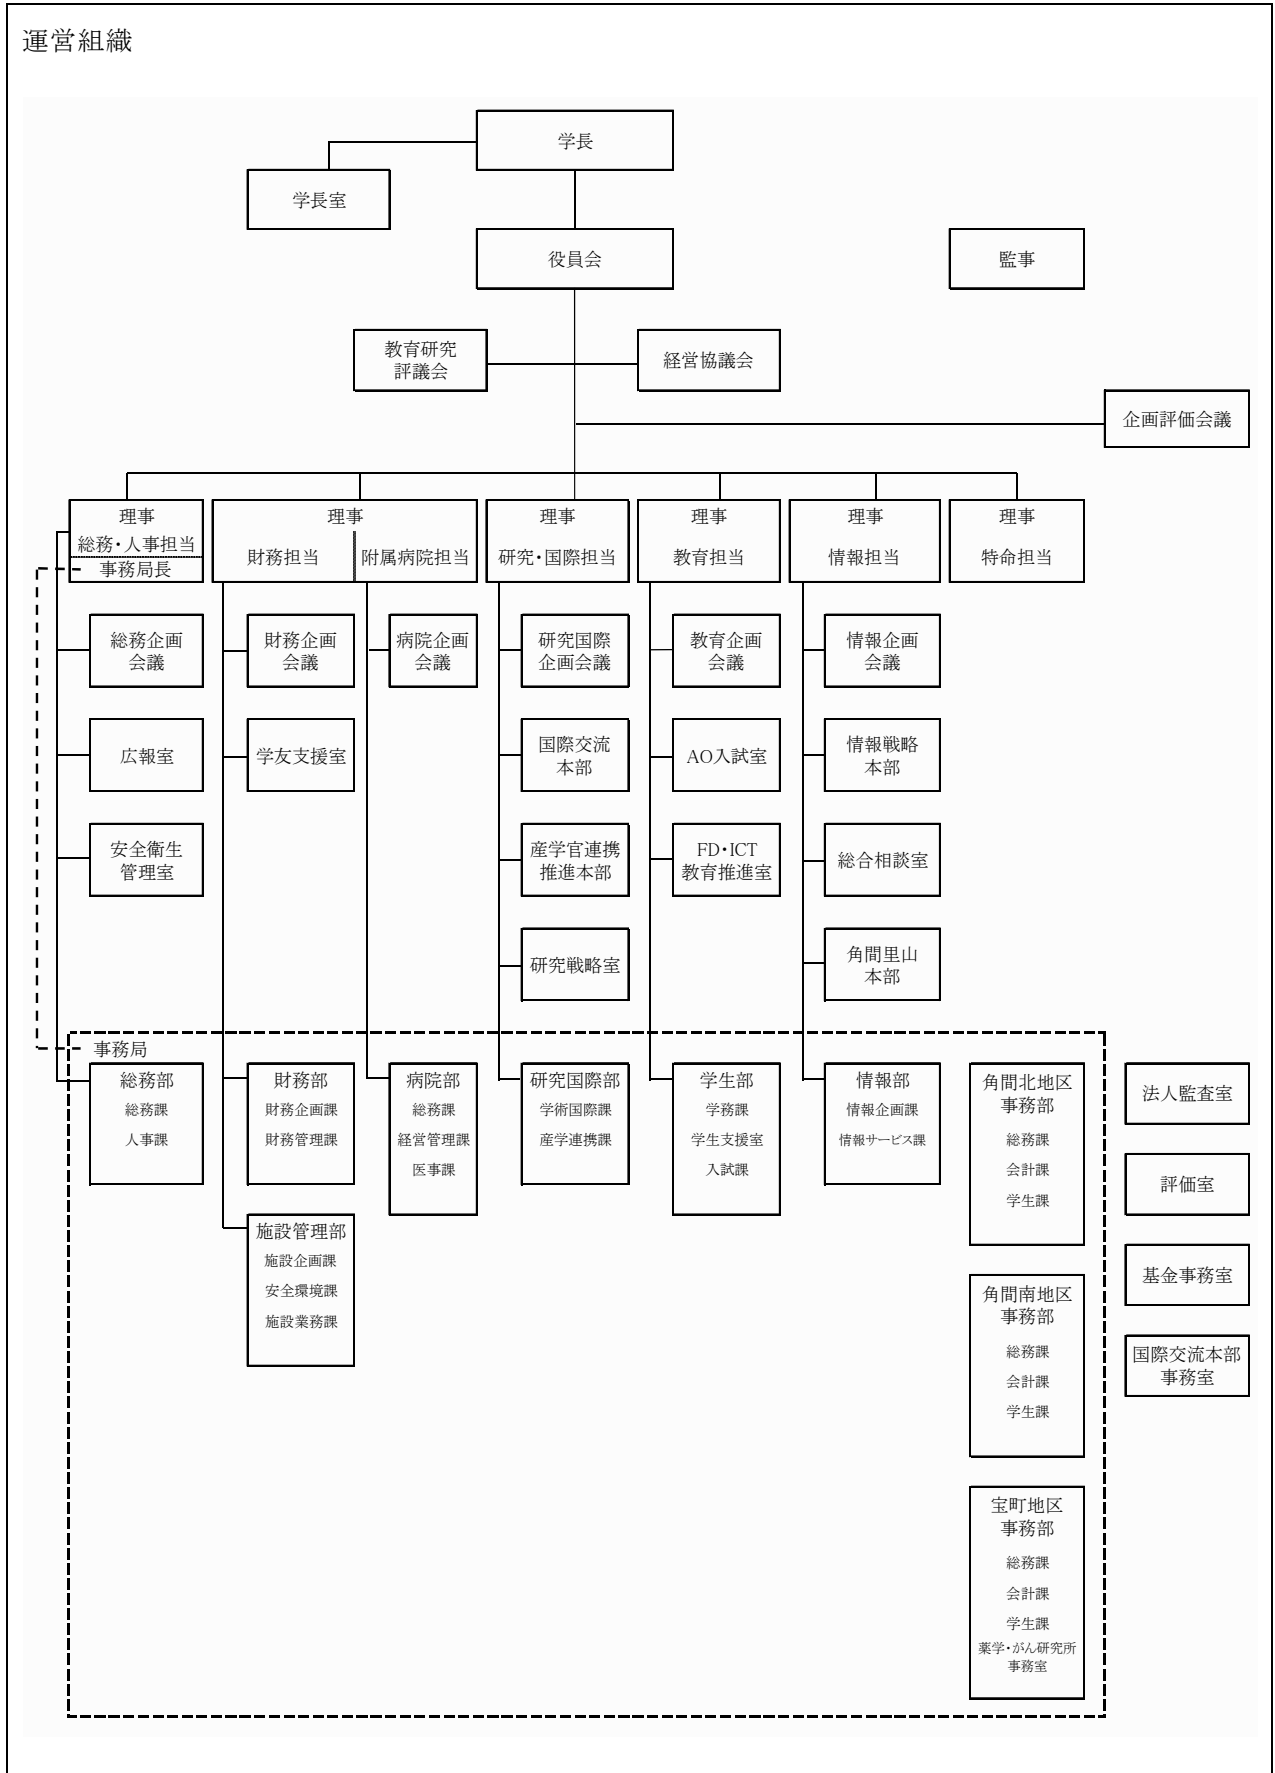 運営組織
学長
学長室
役員会
監事
教育研究
評議会
経営協議会
企画評価会議
理事
総務・人事担当
事務局長
理事
財務担当
附属病院担当
理事
研究・国際担当
理事
教育担当
理事
情報担当
理事
特命担当
総務企画
会議
財務企画
会議
病院企画
会議
研究国際
企画会議
教育企画
会議
情報企画
会議
広報室
学友支援室
国際交流
本部
AO入試室
情報戦略
本部
安全衛生
管理室
産学官連携
推進本部
FD・ICT
教育推進室
総合相談室
研究戦略室
角間里山
本部
事務局
総務部
総務課
人事課
財務部
財務企画課
財務管理課
病院部
総務課
経営管理課
医事課
研究国際部
学術国際課
産学連携課
学生部
学務課
学生支援室
入試課
情報部
情報企画課
情報サービス課
角間北地区
事務部
総務課
会計課
学生課
法人監査室
評価室
施設管理部
施設企画課
安全環境課
施設業務課
基金事務室
角間南地区
事務部
総務課
会計課
学生課
国際交流本部
事務室
宝町地区
事務部
総務課
会計課
学生課
薬学・がん研究所
事務室